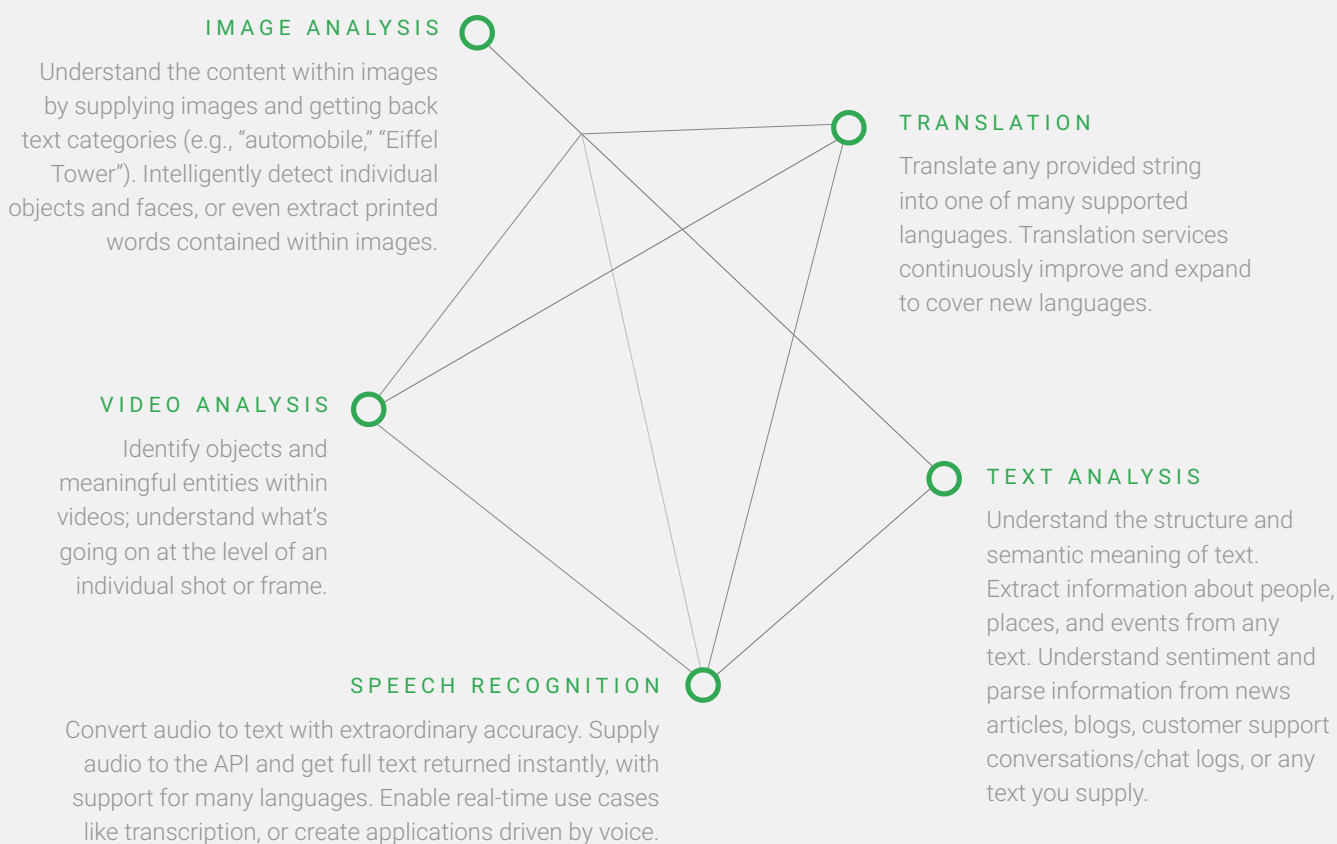 IMAGE ANALYSIS
Understand the content within images
by supplying images and getting back
text categories (e.g., “automobile,” “Eiffel
Tower”). Intelligently detect individual
objects and faces, or even extract printed
words contained within images.
TRANSLATION
Translate any provided string
into one of many supported
languages. Translation services
continuously improve and expand
to cover new languages.
VIDEO ANALYSIS
Identify objects and
meaningful entities within
videos; understand what’s
going on at the level of an
individual shot or frame.
TEXT ANALYSIS
Understand the structure and
semantic meaning of text.
Extract information about people,
places, and events from any
text. Understand sentiment and
parse information from news
articles, blogs, customer support
conversations/chat logs, or any
text you supply.
SPEECH RECOGNITION
Convert audio to text with extraordinary accuracy. Supply
audio to the API and get full text returned instantly, with
support for many languages. Enable real-time use cases
like transcription, or create applications driven by voice.